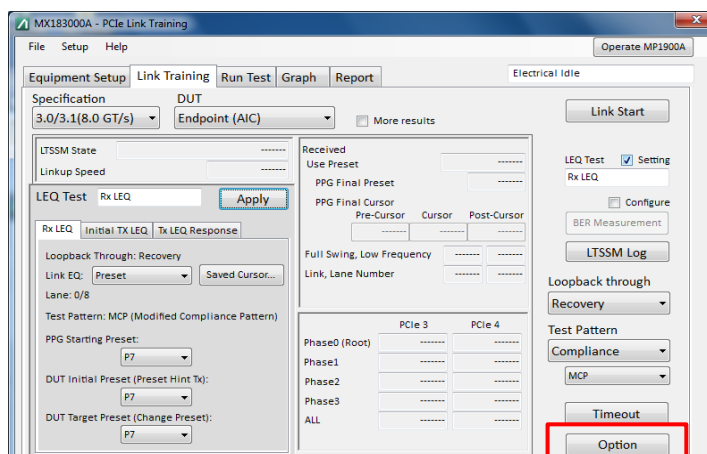 MX183000A - PCIe Link Training
File Setup Help
Operate MP1900A
Equipment Setup Link Training Run Test Graph Report
Electrical Idle
Specification DUT
3.0/3.1(8.0 GT/s) Endpoint (AIC) More results
Link Start
LTSSM State -------
Linkup Speed -------
LEQ Test Rx LEQ Apply
Rx LEQ Initial TX LEQ Tx LEQ Response
Loopback Through: Recovery
Link EQ: Preset Saved Cursor...
Lane: 0/8
Test Pattern: MCP (Modified Compliance Pattern)
PPG Starting Preset:
P7
DUT Initial Preset (Preset Hint Tx):
P7
DUT Target Preset (Change Preset):
P7
Received
Use Preset -------
PPG Final Preset -------
PPG Final Cursor
Pre-Cursor Cursor Post-Cursor
------- ------- -------
Full Swing, Low Frequency ------- -------
Link, Lane Number ------- -------
PCIe 3 PCIe 4
Phase0 (Root) ------- -------
Phase1 ------- -------
Phase2 ------- -------
Phase3 ------- -------
ALL ------- -------
LEQ Test Setting
Rx LEQ
Configure
BER Measurement
LTSSM Log
Loopback through
Recovery
Test Pattern
Compliance
MCP
Timeout
Option